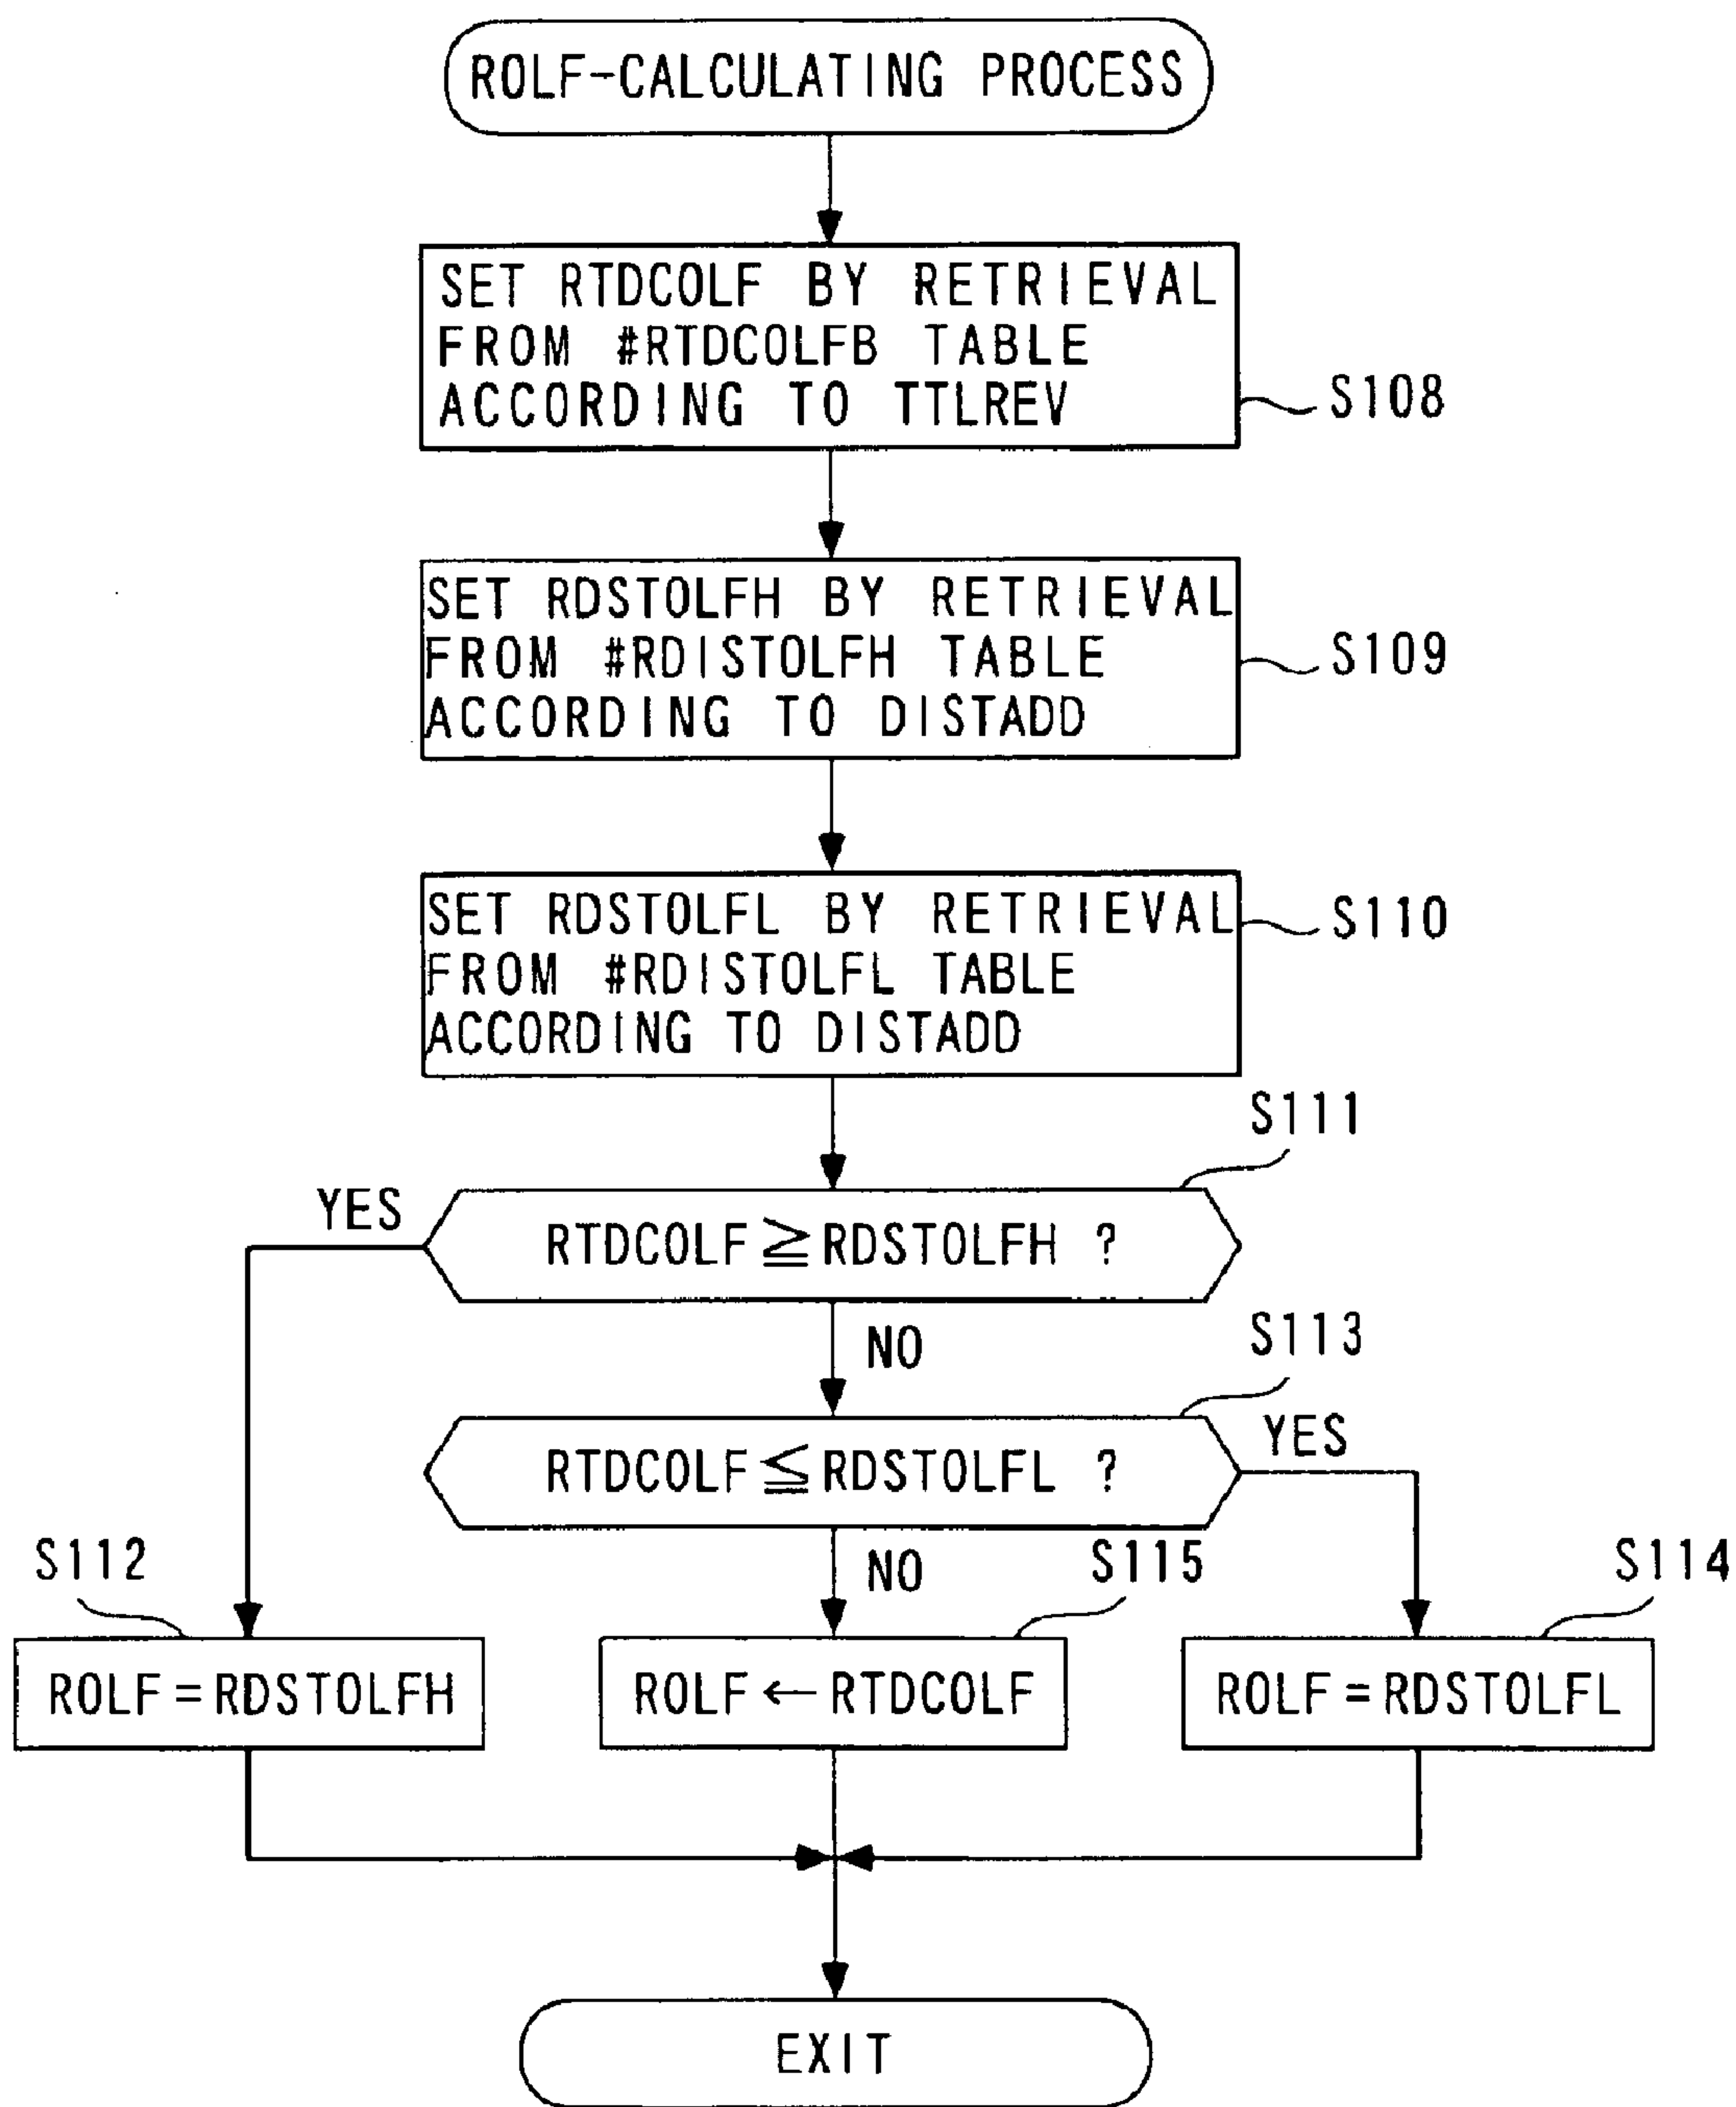 ROLF-CALCULATING PROCESS
SET RTDCOLF BY RETRIEVAL
FROM #RTDCOLFB TABLE
ACCORDING TO TTLREV
S108
SET RDSTOLFH BY RETRIEVAL
FROM #RDISTOLFH TABLE
ACCORDING TO DISTADD
S109
SET RDSTOLFL BY RETRIEVAL
FROM #RDISTOLFL TABLE
ACCORDING TO DISTADD
S110
S111
YES
RTDCOLF≧RDSTOLFH ?
NO
S113
RTDCOLF≦RDSTOLFL ?
YES
NO
S112
S115
S114
ROLF=RDSTOLFH
ROLF←RTDCOLF
ROLF=RDSTOLFL
EXIT